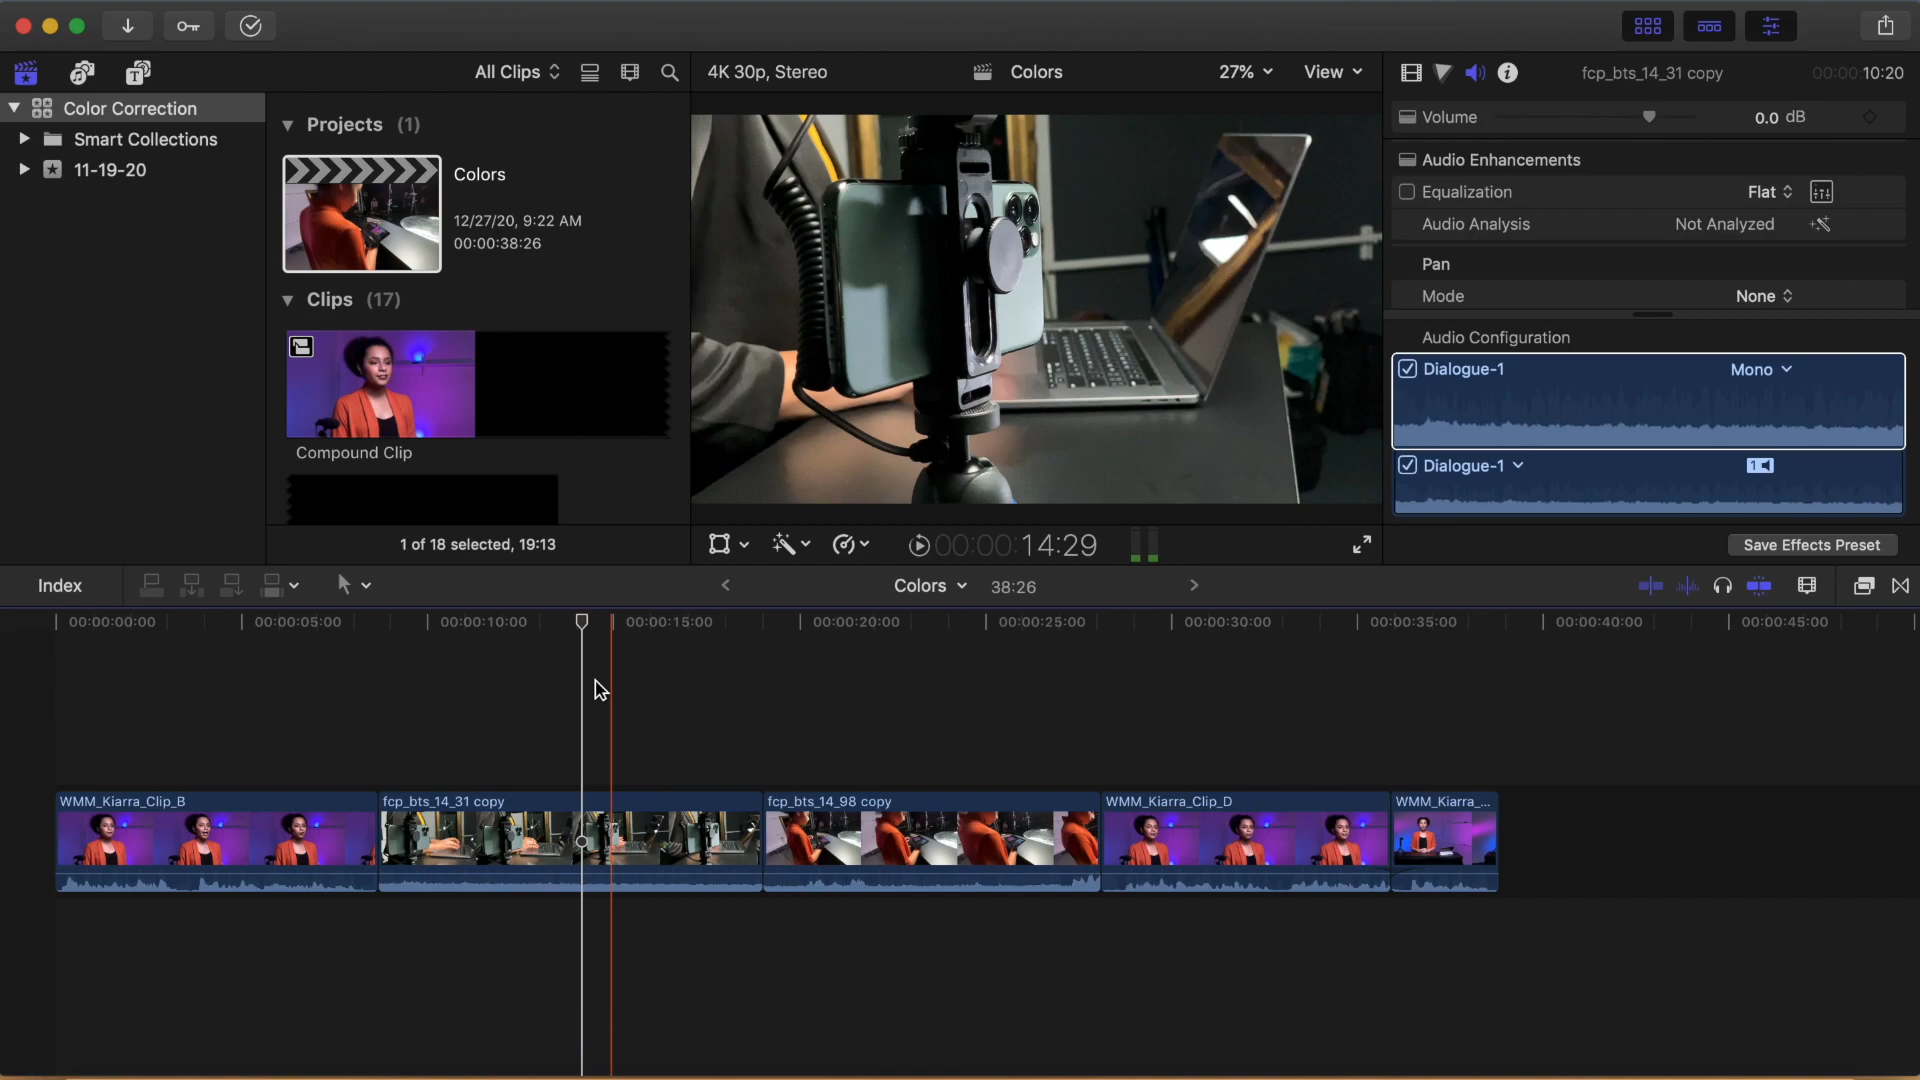 All Clips
4K 30p, Stereo
Colors
27%
View
fcp_bts_14_31 copy
00:00:10:20
Color Correction
Smart Collections
11-19-20
Projects (1)
Colors
12/27/20, 9:22 AM
00:00:38:26
Clips (17)
Compound Clip
1 of 18 selected, 19:13
00:00:14:29
Volume
0.0 dB
Audio Enhancements
Equalization
Flat
Audio Analysis
Not Analyzed
Pan
Mode
None
Audio Configuration
Dialogue-1
Mono
Dialogue-1
1
Save Effects Preset
Index
Colors
38:26
00:00:00:00
00:00:05:00
00:00:10:00
00:00:15:00
00:00:20:00
00:00:25:00
00:00:30:00
00:00:35:00
00:00:40:00
00:00:45:00
WMM_Kiarra_Clip_B
fcp_bts_14_31 copy
fcp_bts_14_98 copy
WMM_Kiarra_Clip_D
WMM_Kiarra_...